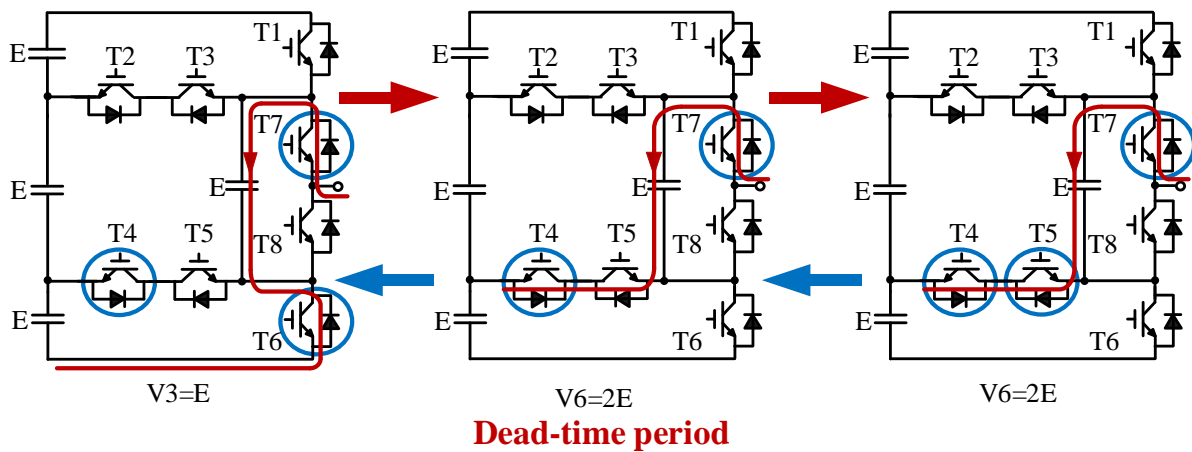 T1
E
T2 T3
T7
E
E
T4 T5
T8
E
T6
V3=E
T1
E
T2 T3
T7
E
E
T4 T5
T8
E
T6
V6=2E
T1
E
T2 T3
T7
E
E
T4 T5
T8
E
T6
V6=2E
Dead-time period